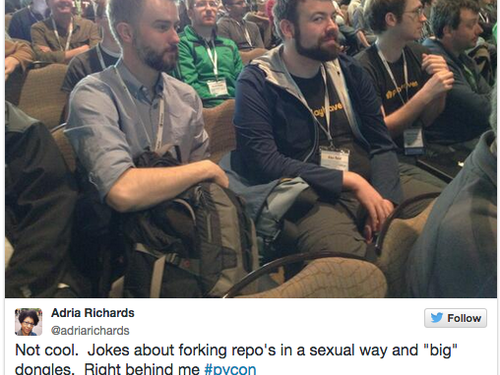 Adria Richards
@adriarichards
Follow
Not cool. Jokes about forking repo's in a sexual way and "big"
dongles. Right behind me #pycon